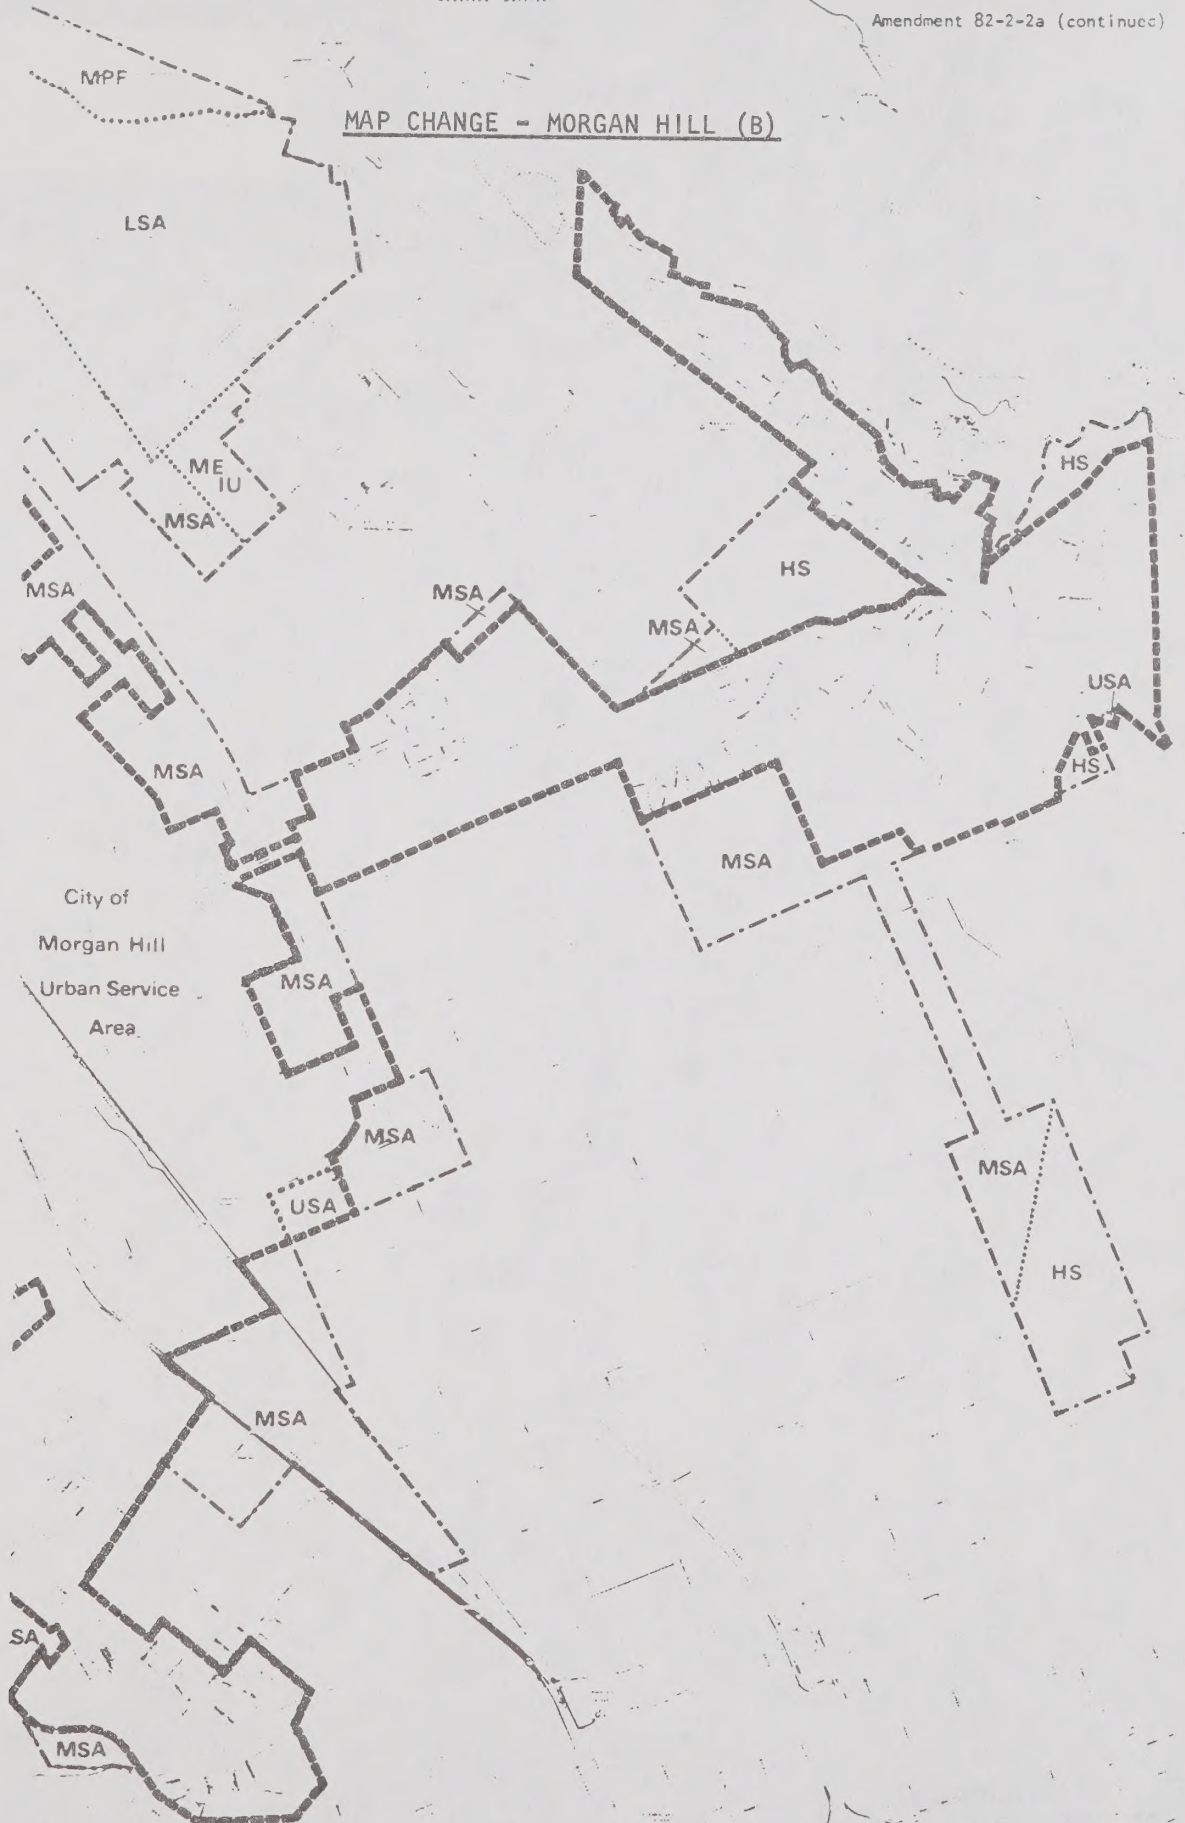 Amendment 82-2-2a (continued)
MPF
MAP CHANGE - MORGAN HILL (B)
LSA
HS
ME
IU
MSA
HS
MSA
MSA
MSA
USA
HS
MSA
MSA
City of
Morgan Hill
Urban Service
Area
MSA
MSA
MSA
USA
HS
MSA
SA
MSA